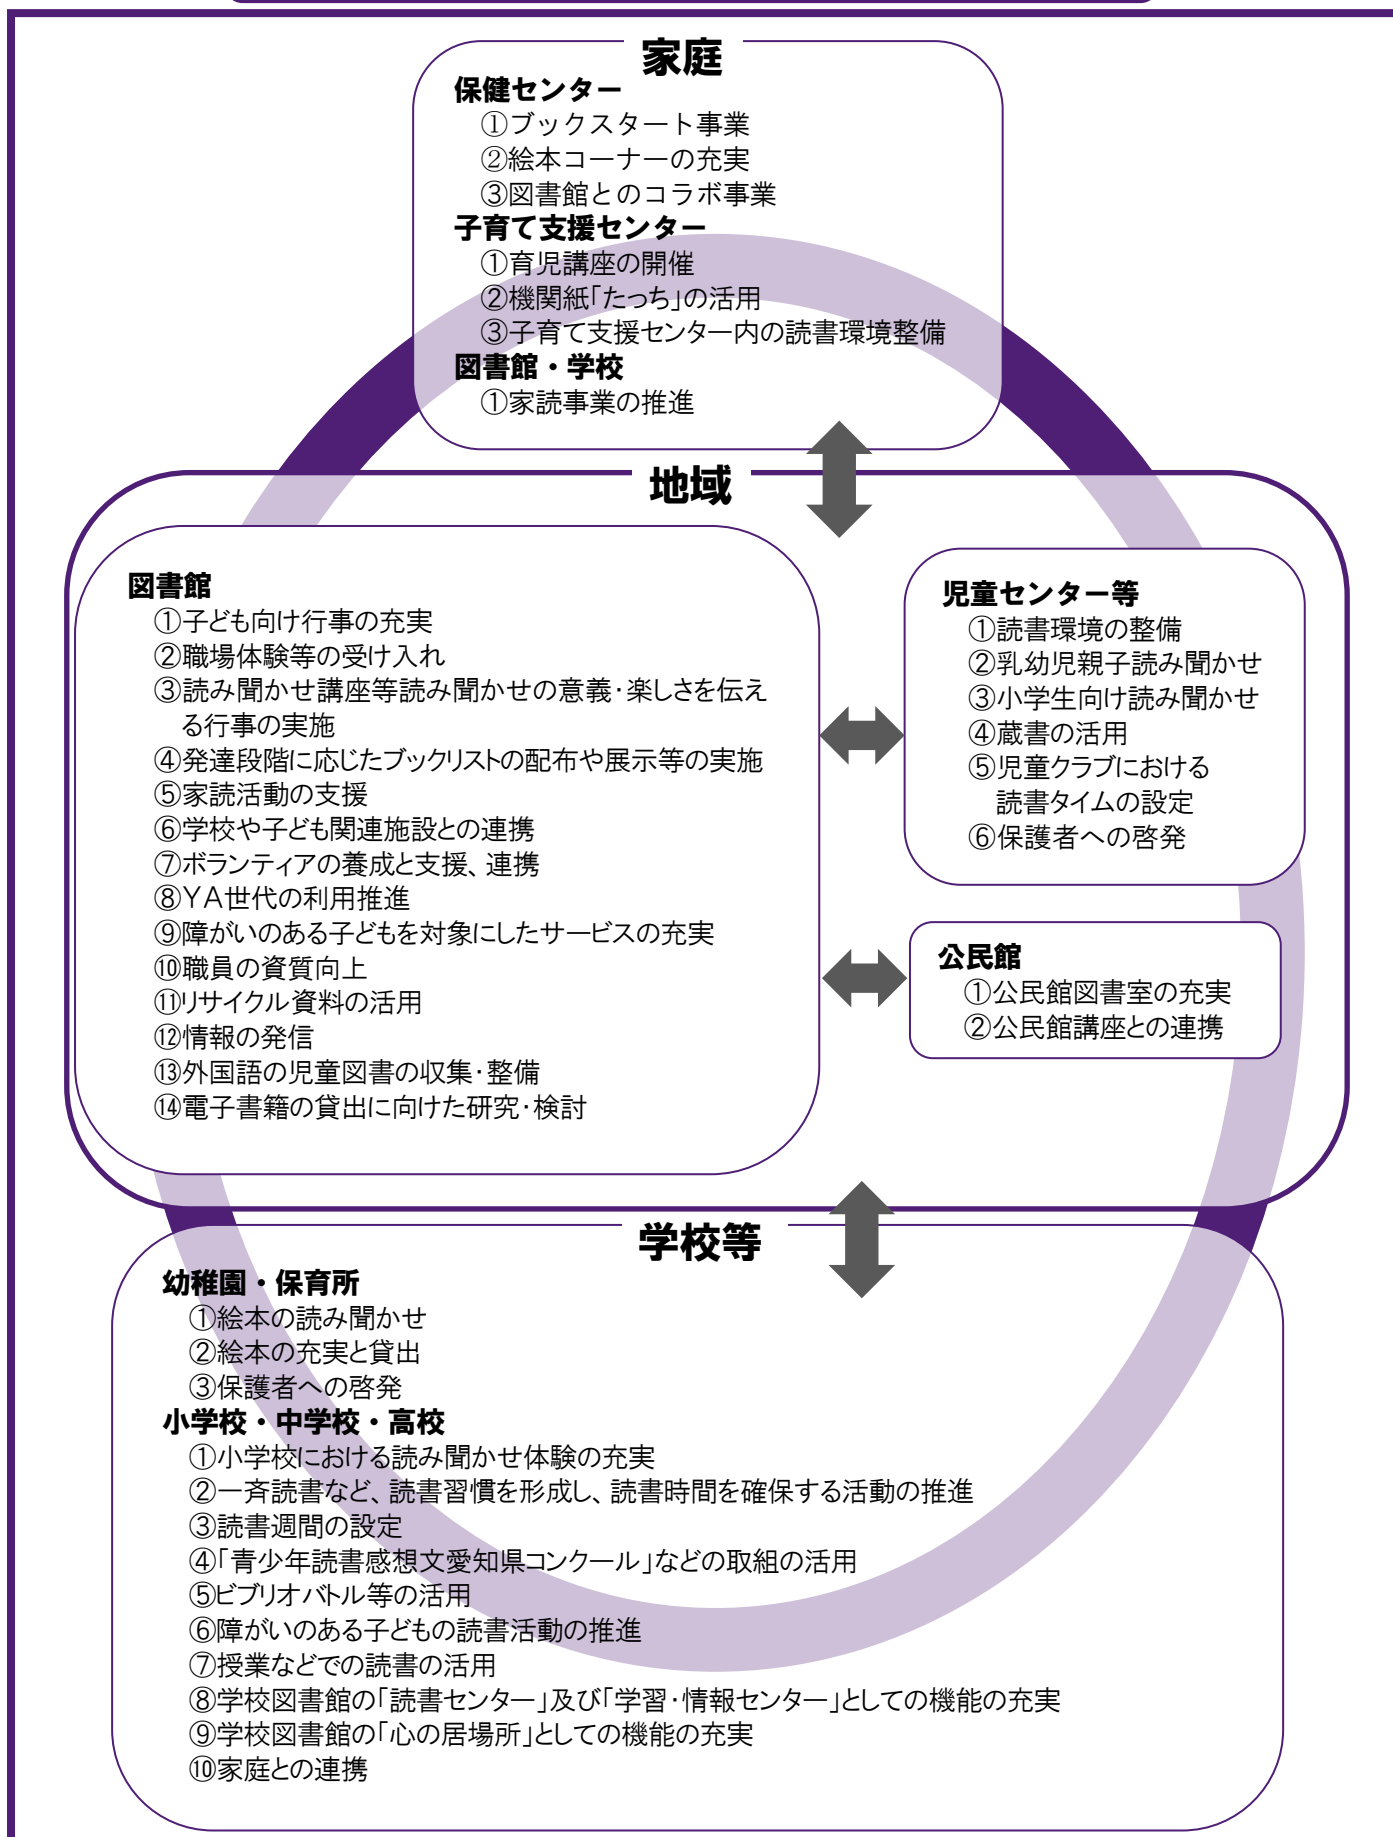 家庭
保健センター
①ブックスタート事業
②絵本コーナーの充実
③図書館とのコラボ事業
子育て支援センター
①育児講座の開催
②機関紙「たっち」の活用
③子育て支援センター内の読書環境整備
図書館・学校
①家読事業の推進
地域
図書館
①子ども向け行事の充実
②職場体験等の受け入れ
③読み聞かせ講座等読み聞かせの意義・楽しさを伝え
る行事の実施
④発達段階に応じたブックリストの配布や展示等の実施
⑤家読活動の支援
⑥学校や子ども関連施設との連携
⑦ボランティアの養成と支援、連携
⑧YA世代の利用推進
⑨障がいのある子どもを対象にしたサービスの充実
⑩職員の資質向上
⑪リサイクル資料の活用
⑫情報の発信
⑬外国語の児童図書の収集・整備
⑭電子書籍の貸出に向けた研究・検討
児童センター等
①読書環境の整備
②乳幼児親子読み聞かせ
③小学生向け読み聞かせ
④蔵書の活用
⑤児童クラブにおける
読書タイムの設定
⑥保護者への啓発
公民館
①公民館図書室の充実
②公民館講座との連携
学校等
幼稚園・保育所
①絵本の読み聞かせ
②絵本の充実と貸出
③保護者への啓発
小学校・中学校・高校
①小学校における読み聞かせ体験の充実
②一斉読書など、読書習慣を形成し、読書時間を確保する活動の推進
③読書週間の設定
④「青少年読書感想文愛知県コンクール」などの取組の活用
⑤ビブリオバトル等の活用
⑥障がいのある子どもの読書活動の推進
⑦授業などでの読書の活用
⑧学校図書館の「読書センター」及び「学習・情報センター」としての機能の充実
⑨学校図書館の「心の居場所」としての機能の充実
⑩家庭との連携